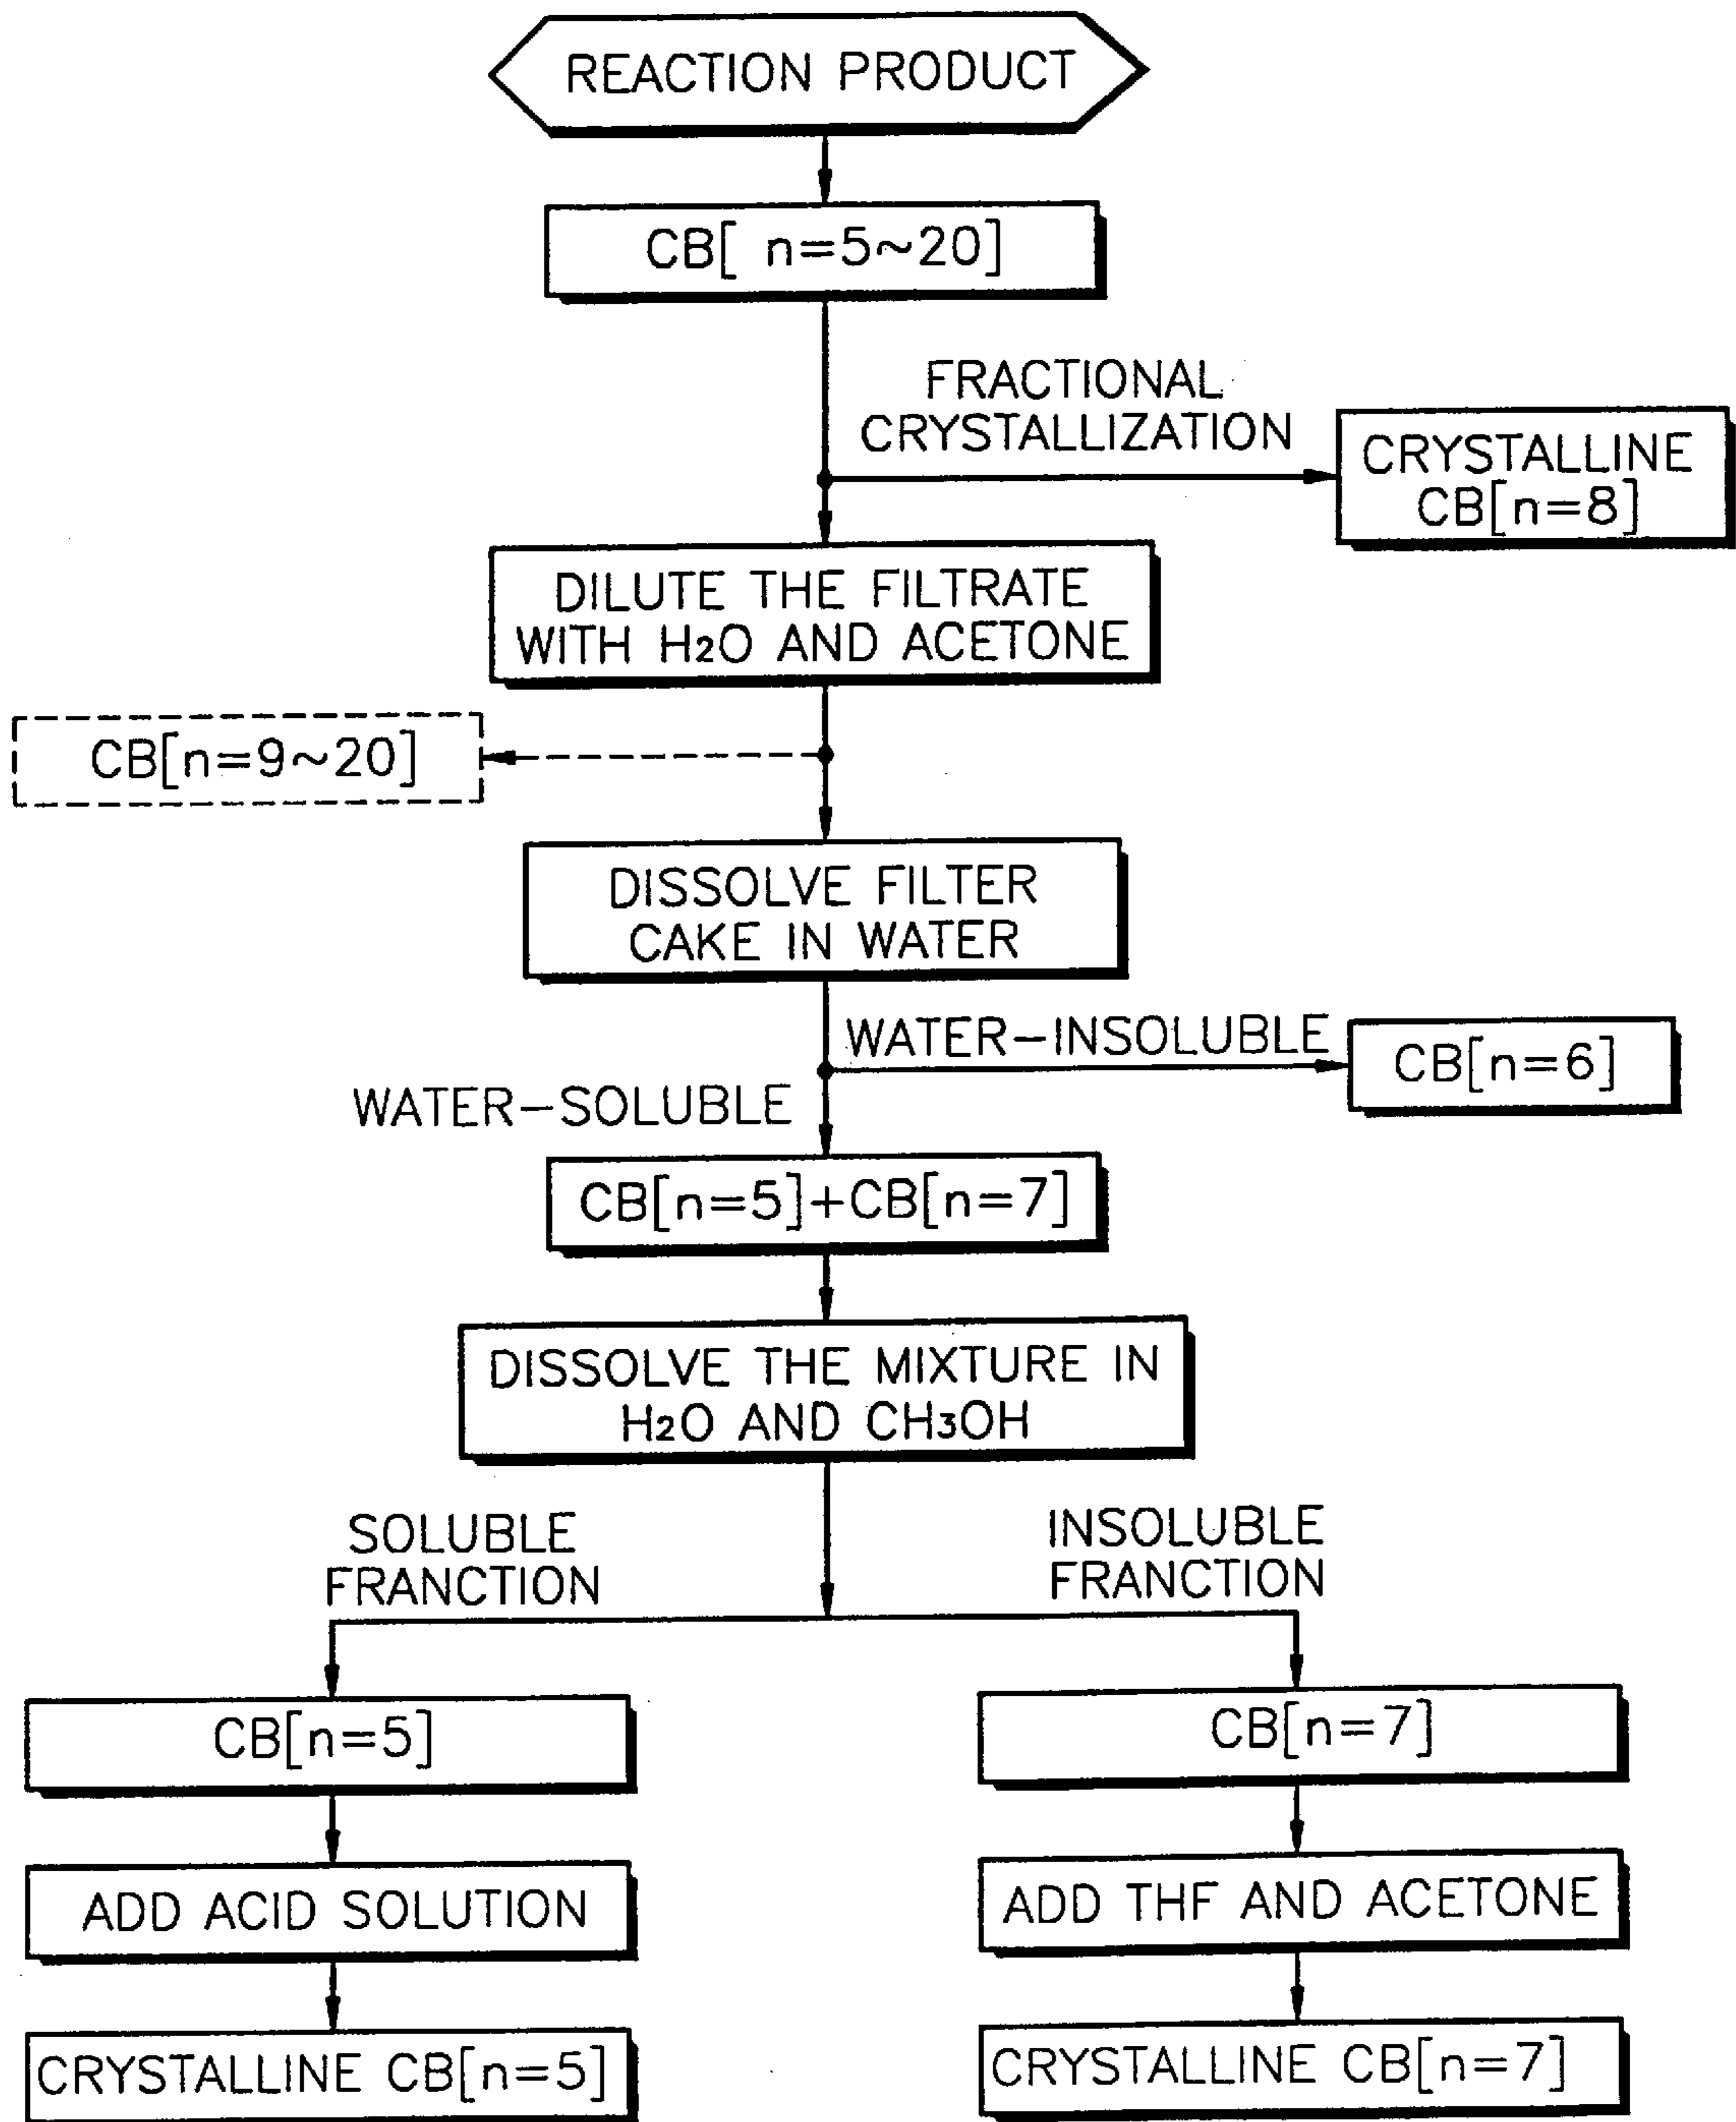 REACTION PRODUCT
CB[ n=5~20]
FRACTIONAL
CRYSTALLIZATION
CRYSTALLINE
CB[n=8]
DILUTE THE FILTRATE
WITH H2O AND ACETONE
CB[n=9~20]
DISSOLVE FILTER
CAKE IN WATER
WATER-INSOLUBLE
CB[n=6]
WATER-SOLUBLE
CB[n=5]+CB[n=7]
DISSOLVE THE MIXTURE IN
H2O AND CH3OH
SOLUBLE
FRANCTION
INSOLUBLE
FRANCTION
CB[n=5]
CB[n=7]
ADD ACID SOLUTION
ADD THF AND ACETONE
CRYSTALLINE CB[n=5]
CRYSTALLINE CB[n=7]